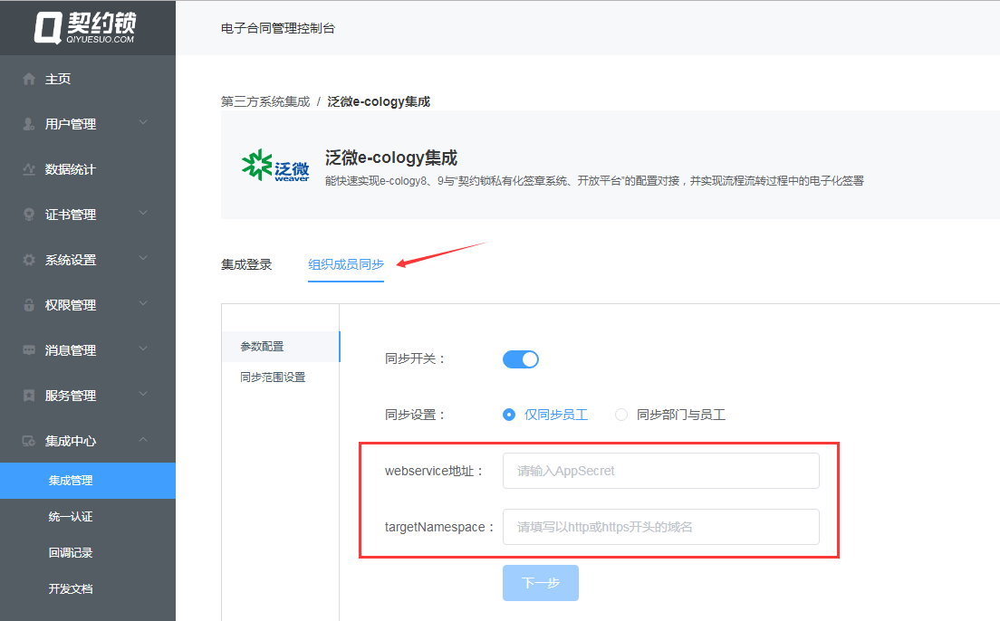 契约锁
QIYUESUO.COM
电子合同管理控制台
主页
用户管理
数据统计
证书管理
系统设置
权限管理
消息管理
服务管理
集成中心
集成管理
统一认证
回调记录
开发文档
第三方系统集成 / 泛微e-cology集成
泛微
weaver
泛微e-cology集成
能快速实现e-cology8、9与“契约锁私有化签章系统、开放平台”的配置对接，并实现流程流转过程中的电子化签署
集成登录 组织成员同步
参数配置
同步范围设置
同步开关：
同步设置： 仅同步员工 同步部门与员工
webservice地址： 请输入AppSecret
targetNamespace： 请填写以http或https开头的域名
下一步